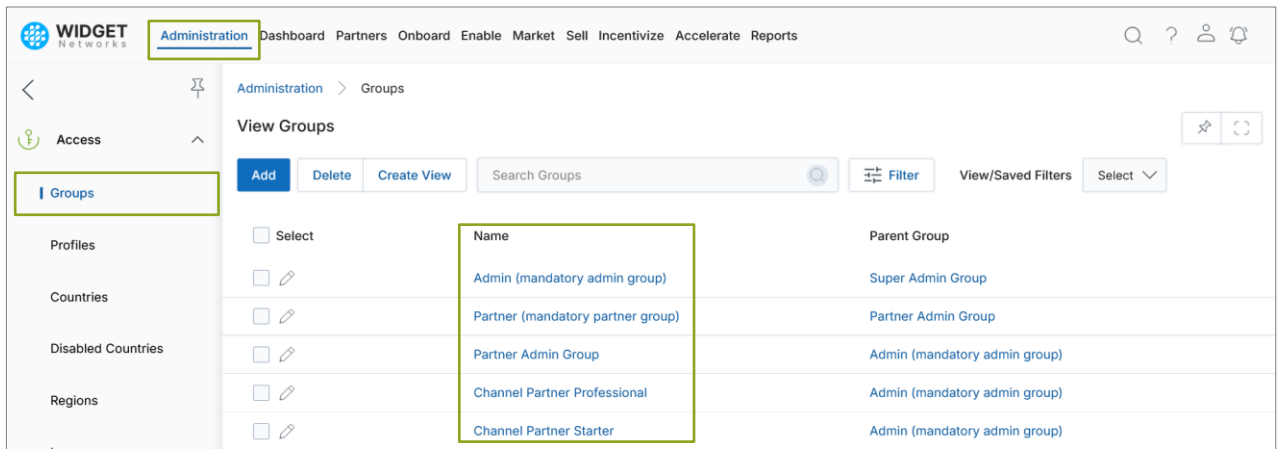 WIDGET
Networks
Administration Dashboard Partners Onboard Enable Market Sell Incentivize Accelerate Reports
Administration > Groups
Access
View Groups
Add Delete Create View Search Groups Filter View/Saved Filters Select
Groups
Profiles
Countries
Disabled Countries
Regions
Select Name Parent Group
Admin (mandatory admin group) Super Admin Group
Partner (mandatory partner group) Partner Admin Group
Partner Admin Group Admin (mandatory admin group)
Channel Partner Professional Admin (mandatory admin group)
Channel Partner Starter Admin (mandatory admin group)